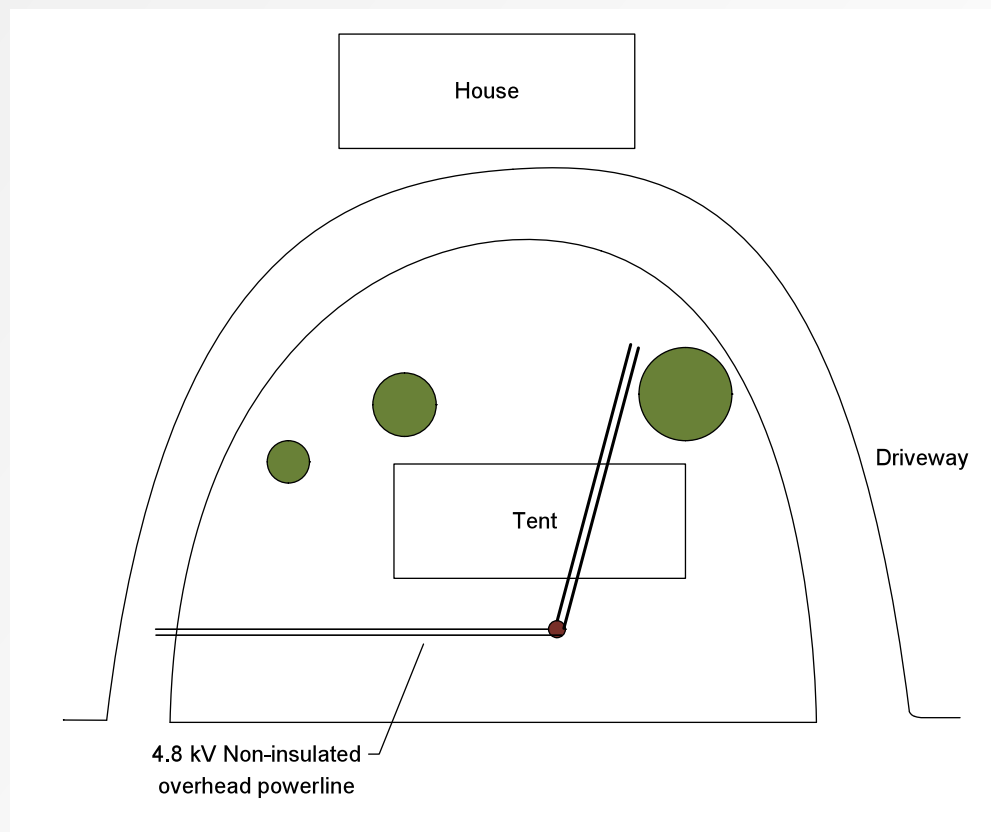 House
Driveway
Tent
4.8 kV Non-insulated
overhead powerline